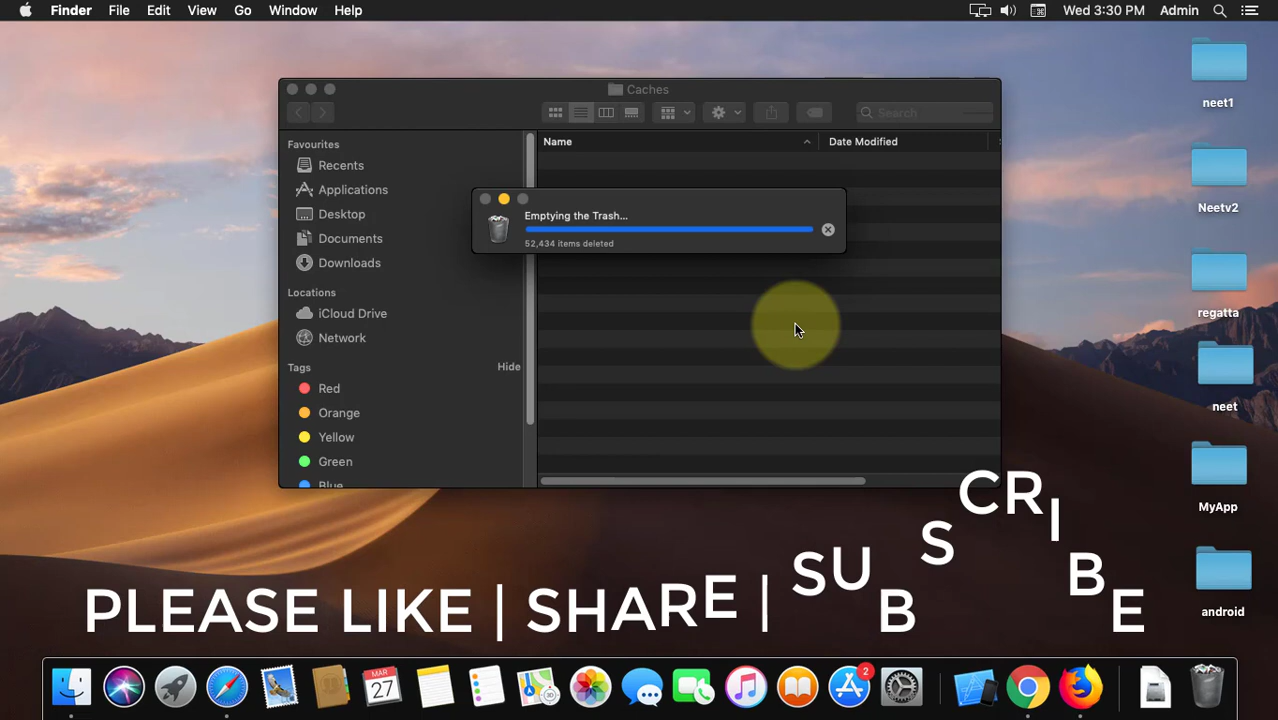 Finder File Edit View Go Window Help Wed 3:30 PM Admin
Caches
Search
Favourites
Recents
Applications
Desktop
Documents
Downloads
Locations
iCloud Drive
Network
Tags Hide
Red
Orange
Yellow
Green
Blue
Name Date Modified
Emptying the Trash...
52,434 items deleted
neet1
Neetv2
regatta
neet
MyApp
android
PLEASE LIKE | SHARE | SUBSCRIBE
MAR
27
3D
2